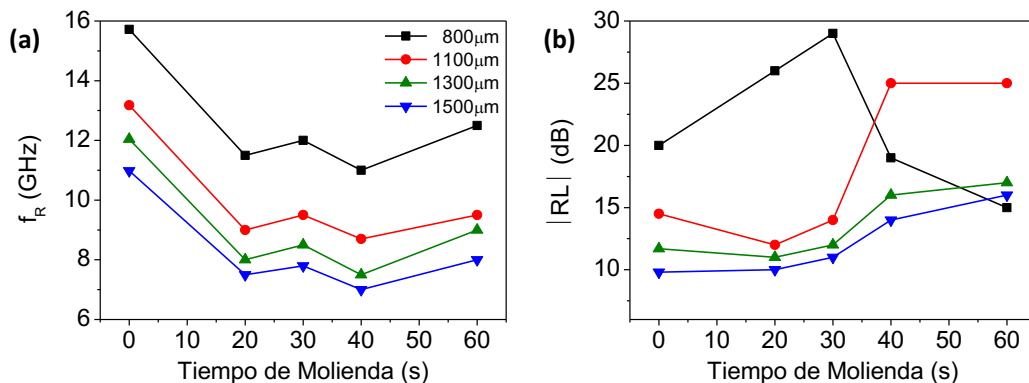 (a)
16
14
12
10
8
6
f_R (GHz)
0 10 20 30 40 50 60
Tiempo de Molienda (s)
800μm
1100μm
1300μm
1500μm
(b)
30
25
20
15
10
|RL| (dB)
0 10 20 30 40 50 60
Tiempo de Molienda (s)